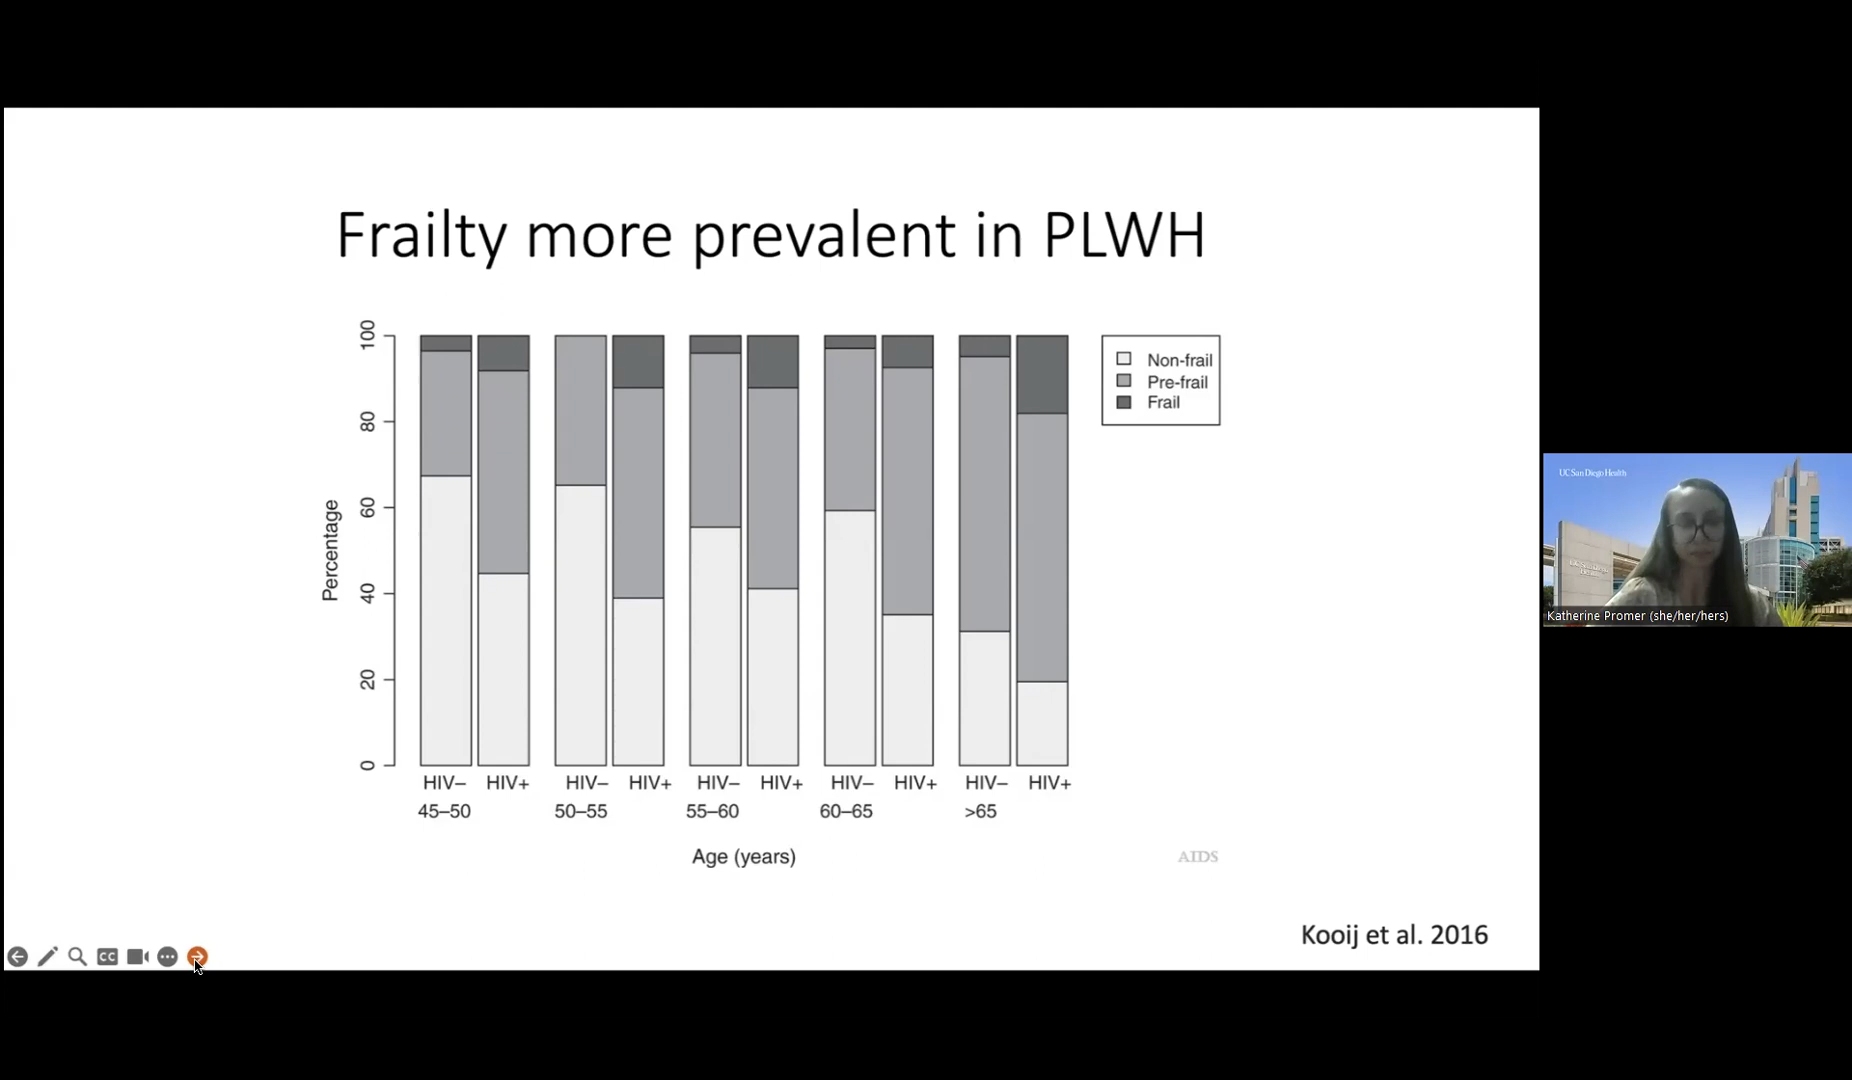 Frailty more prevalent in PLWH
100
80
60
40
20
0
Percentage
Non-frail
Pre-frail
Frail
HIV– HIV+ HIV– HIV+ HIV– HIV+ HIV– HIV+ HIV– HIV+
45–50 50–55 55–60 60–65 >65
Age (years)
AIDS
Kooij et al. 2016
CC
UC San Diego Health
Katherine Promer (she/her/hers)